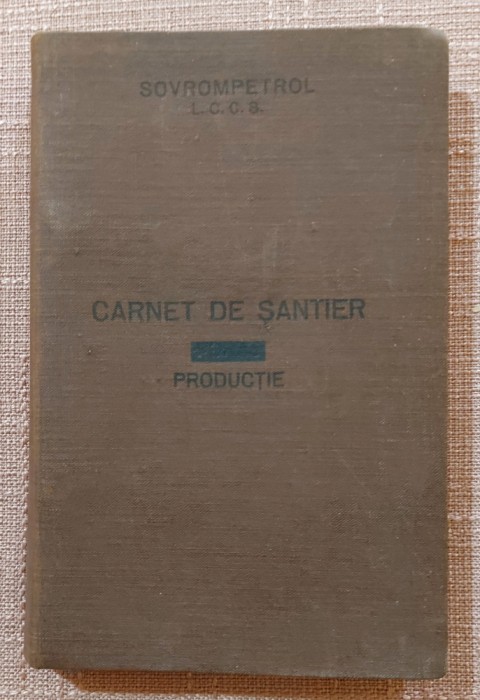 SOVROMPETROL
L.C.C.S.
CARNET DE ȘANTIER
PRODUCȚIE